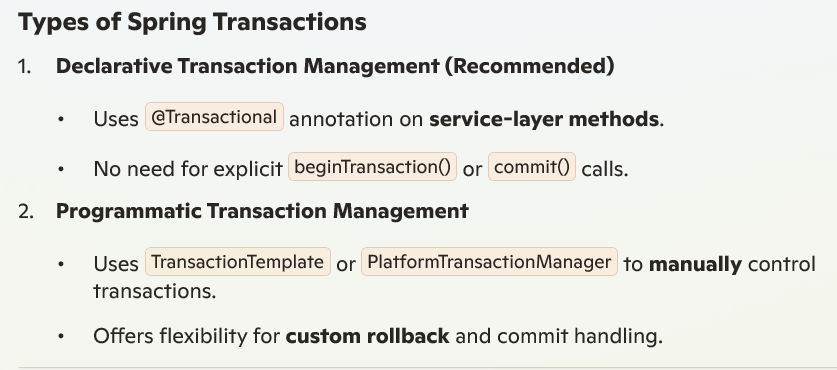 Types of Spring Transactions
1. Declarative Transaction Management (Recommended)
• Uses @Transactional annotation on service-layer methods.
• No need for explicit beginTransaction() or commit() calls.
2. Programmatic Transaction Management
• Uses TransactionTemplate or PlatformTransactionManager to manually control
transactions.
• Offers flexibility for custom rollback and commit handling.